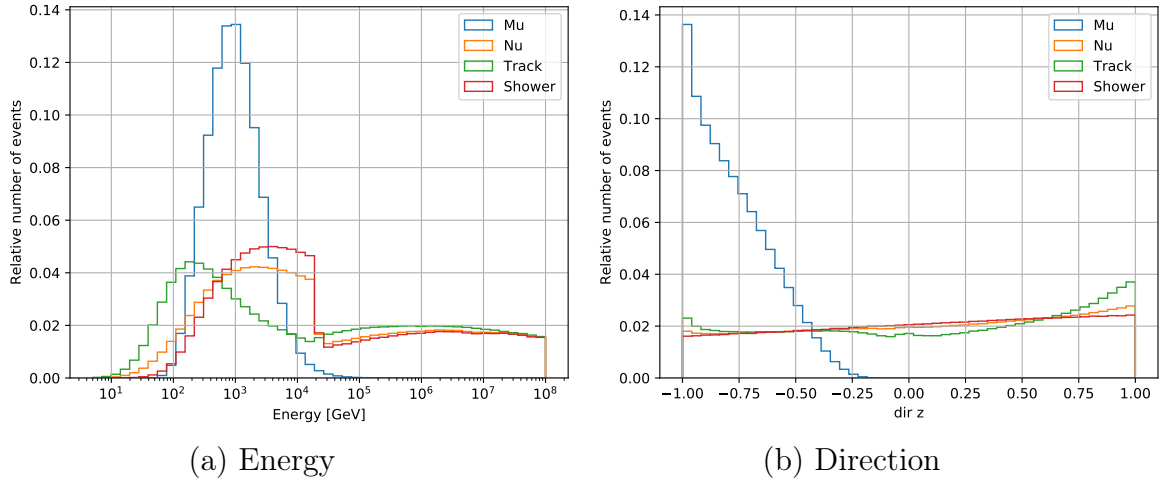 0.14
0.12
0.10
0.08
0.06
0.04
0.02
0.00
Relative number of events
Mu
Nu
Track
Shower
10¹ 10² 10³ 10⁴ 10⁵ 10⁶ 10⁷ 10⁸
Energy [GeV]
(a) Energy
0.14
0.12
0.10
0.08
0.06
0.04
0.02
0.00
Relative number of events
Mu
Nu
Track
Shower
−1.00 −0.75 −0.50 −0.25 0.00 0.25 0.50 0.75 1.00
dir z
(b) Direction